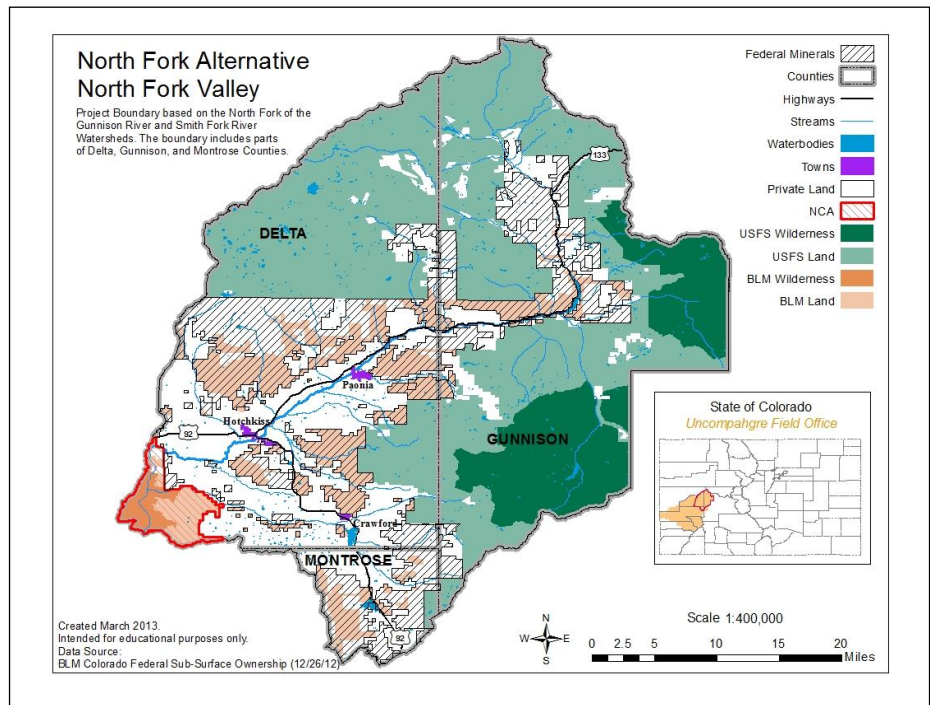 North Fork Alternative
North Fork Valley
Project Boundary based on the North Fork of the
Gunnison River and Smith Fork River
Watersheds. The boundary includes parts
of Delta, Gunnison, and Montrose Counties.
Federal Minerals
Counties
Highways
Streams
Waterbodies
Towns
Private Land
NCA
USFS Wilderness
USFS Land
BLM Wilderness
BLM Land
133
DELTA
Paonia
Hotchkiss
92
GUNNISON
Crawford
MONTROSE
92
State of Colorado
Uncompahgre Field Office
Created March 2013.
Intended for educational purposes only.
Data Source:
BLM Colorado Federal Sub-Surface Ownership (12/26/12)
N
W E
S
Scale 1:400,000
0 2.5 5 10 15 20
Miles